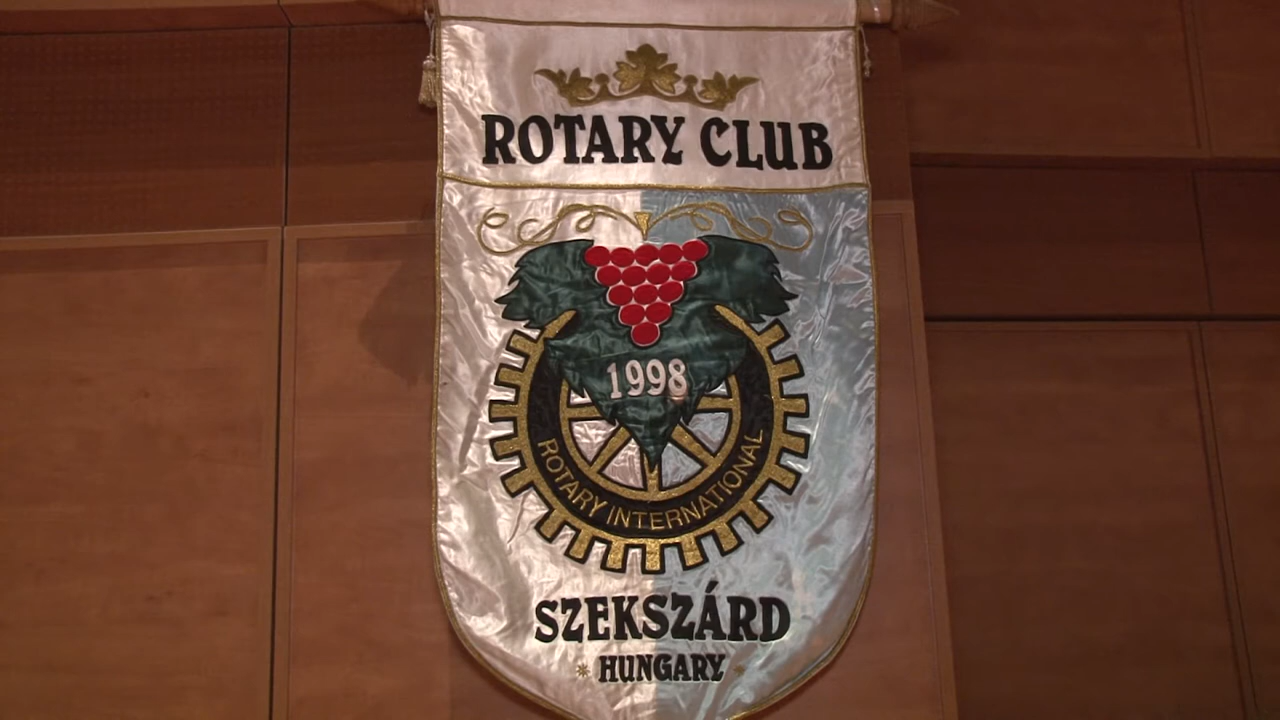 ROTARY CLUB
1998
ROTARY INTERNATIONAL
SZEKSZÁRD
HUNGARY